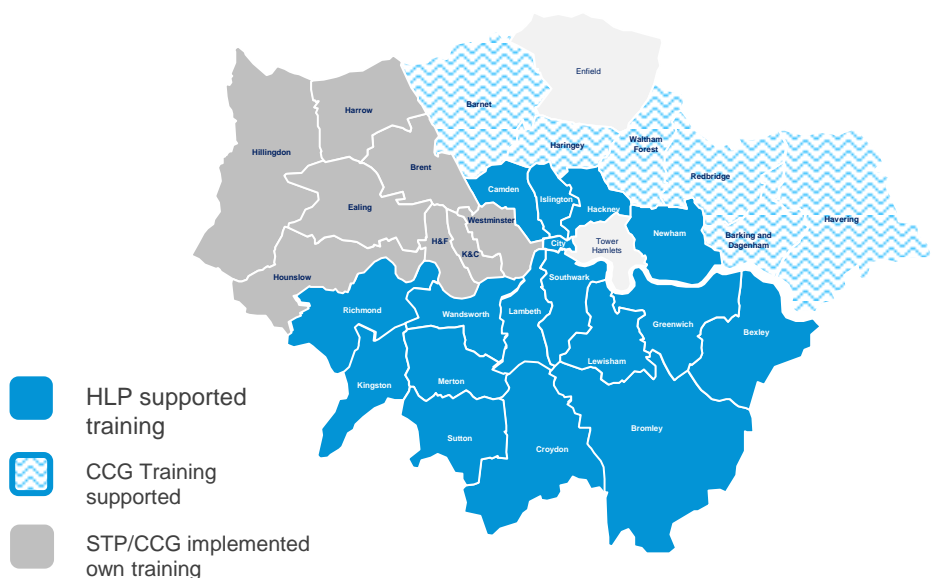 Enfield
Barnet
Harrow
Waltham
Forest
Haringey
Hillingdon
Brent
Redbridge
Camden
Islington
Hackney
Ealing
Westminster
Havering
H&F
City
Tower
Hamlets
Newham
Barking and
Dagenham
K&C
Hounslow
Southwark
Richmond
Wandsworth
Lambeth
Greenwich
Bexley
Lewisham
Kingston
Merton
Bromley
Sutton
Croydon
HLP supported
training
CCG Training
supported
STP/CCG implemented
own training